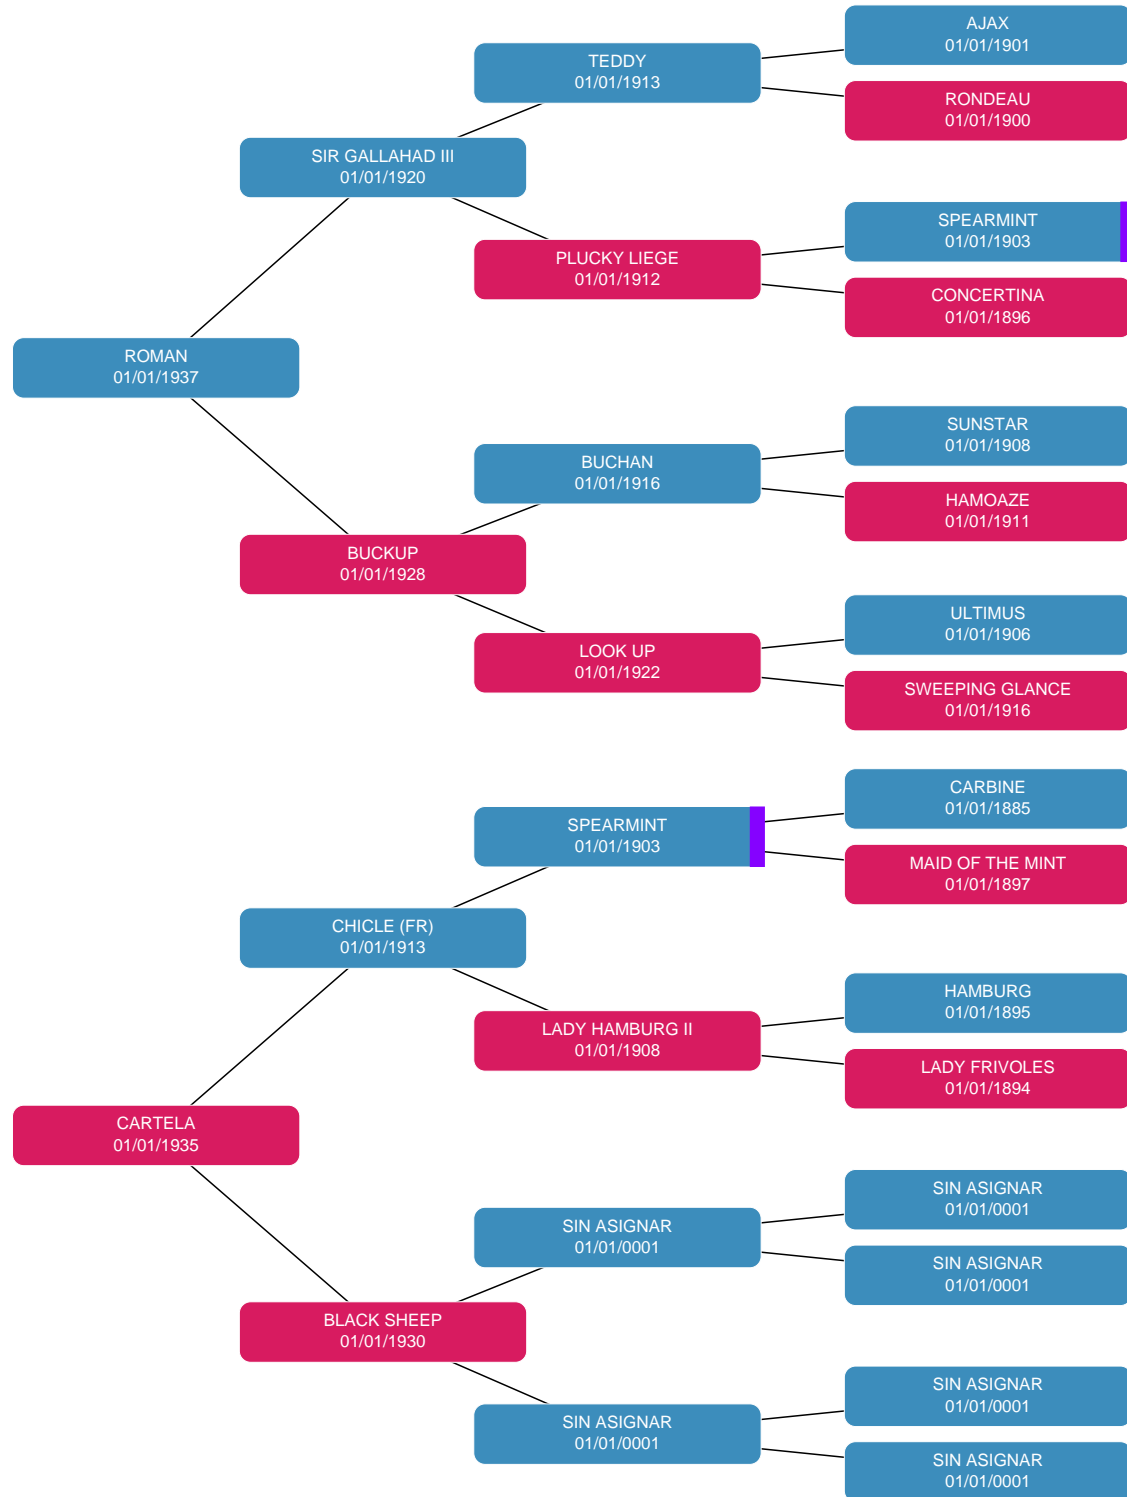 AJAX
01/01/1901
TEDDY
01/01/1913
RONDEAU
01/01/1900
SIR GALLAHAD III
01/01/1920
SPEARMINT
01/01/1903
PLUCKY LIEGE
01/01/1912
CONCERTINA
01/01/1896
ROMAN
01/01/1937
SUNSTAR
01/01/1908
BUCHAN
01/01/1916
HAMOAZE
01/01/1911
BUCKUP
01/01/1928
ULTIMUS
01/01/1906
LOOK UP
01/01/1922
SWEEPING GLANCE
01/01/1916
CARBINE
01/01/1885
SPEARMINT
01/01/1903
MAID OF THE MINT
01/01/1897
CHICLE (FR)
01/01/1913
HAMBURG
01/01/1895
LADY HAMBURG II
01/01/1908
LADY FRIVOLES
01/01/1894
CARTELA
01/01/1935
SIN ASIGNAR
01/01/0001
SIN ASIGNAR
01/01/0001
SIN ASIGNAR
01/01/0001
BLACK SHEEP
01/01/1930
SIN ASIGNAR
01/01/0001
SIN ASIGNAR
01/01/0001
SIN ASIGNAR
01/01/0001